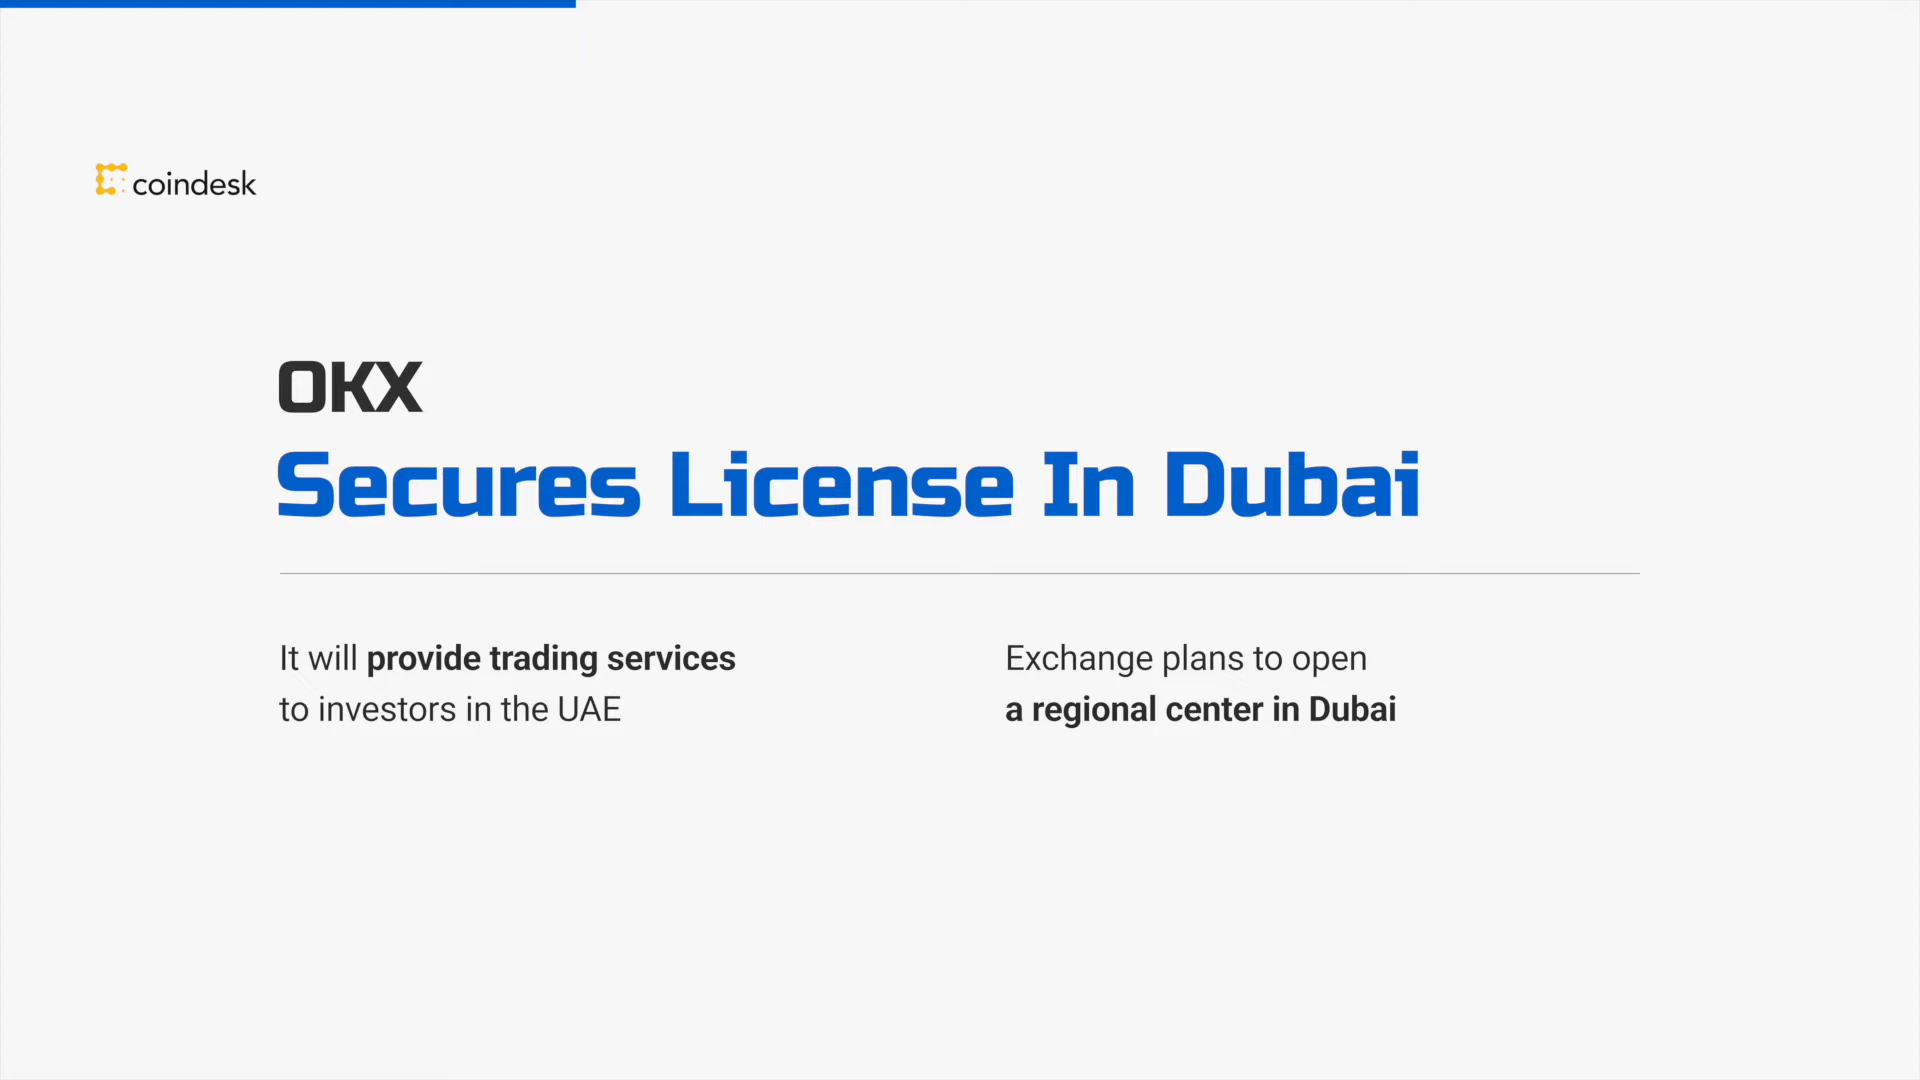 coindesk
OKX
Secures License In Dubai
It will provide trading services
to investors in the UAE
Exchange plans to open
a regional center in Dubai